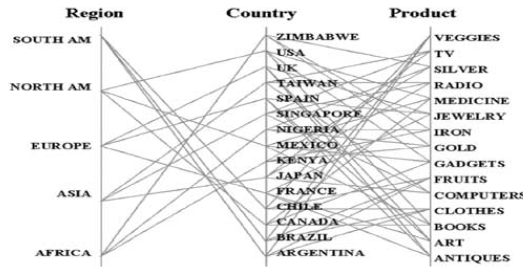 Region Country Product
SOUTH AM
NORTH AM
EUROPE
ASIA
AFRICA
ZIMBABWE
USA
UK
TAIWAN
SPAIN
SINGAPORE
NIGERIA
MEXICO
KENYA
JAPAN
FRANCE
CHILE
CANADA
BRAZIL
ARGENTINA
VEGGIES
TV
SILVER
RADIO
MEDICINE
JEWELRY
IRON
GOLD
GADGETS
FRUITS
COMPUTERS
CLOTHES
BOOKS
ART
ANTIQUES